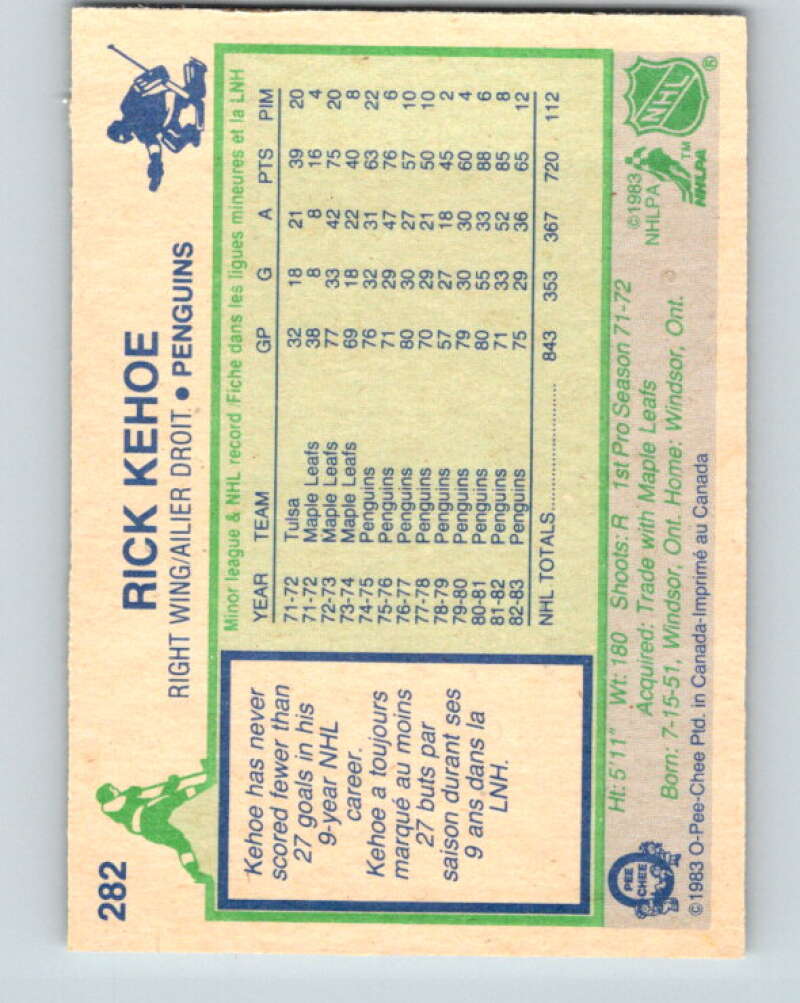 282
RICK KEHOE
RIGHT WING/AILIER DROIT • PENGUINS
Kehoe has never
scored fewer than
27 goals in his
9-year NHL
career.
Kehoe a toujours
marqué au moins
27 buts par
saison durant ses
9 ans dans la
LNH.
Minor league & NHL record/Fiche dans les ligues mineures et la LNH
YEAR TEAM GP G A PTS PIM
71-72 Tulsa 32 18 21 39 20
71-72 Maple Leafs 38 8 8 16 4
72-73 Maple Leafs 77 33 42 75 20
73-74 Maple Leafs 69 18 22 40 8
74-75 Penguins 76 32 31 63 22
75-76 Penguins 71 29 47 76 6
76-77 Penguins 80 30 27 57 10
77-78 Penguins 70 29 21 50 10
78-79 Penguins 57 27 18 45 2
79-80 Penguins 79 30 30 60 4
80-81 Penguins 80 55 33 88 6
81-82 Penguins 71 33 52 85 8
82-83 Penguins 75 29 36 65 12
NHL TOTALS 843 353 367 720 112
Ht: 5'11" Wt: 180 Shoots: R 1st Pro Season 71-72
Acquired: Trade with Maple Leafs
Born: 7-15-51, Windsor, Ont. Home: Windsor, Ont.
©1983 O-Pee-Chee Ptd. in Canada-Imprimé au Canada
O PEE CHEE
©1983
NHLPA
NHLPA™
NHL®